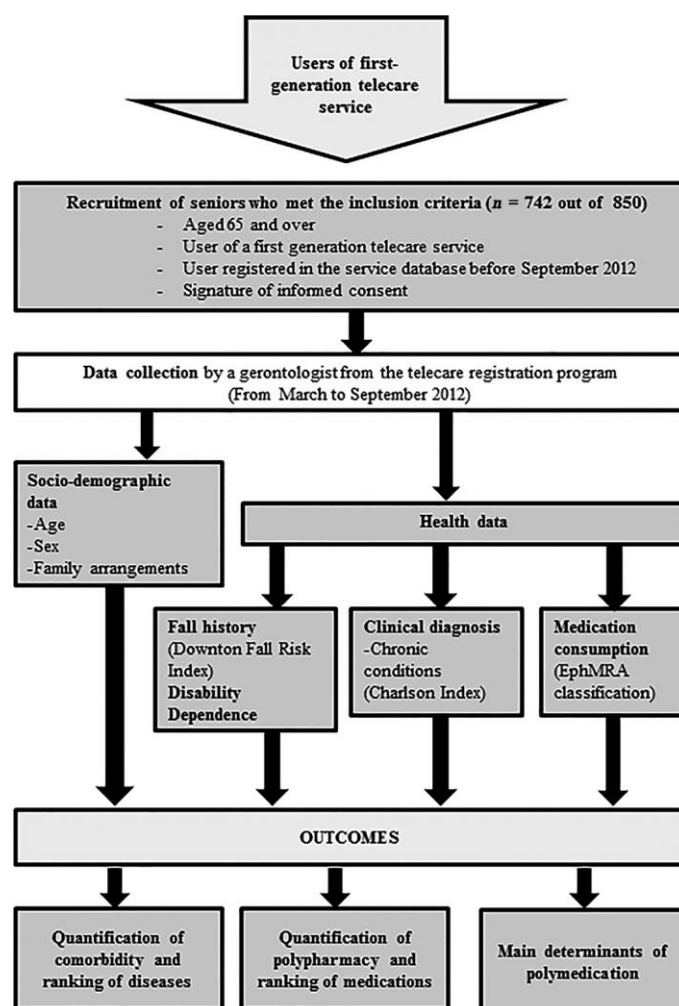 Users of first-
generation telecare
service
Recruitment of seniors who met the inclusion criteria (n = 742 out of 850)
- Aged 65 and over
- User of a first generation telecare service
- User registered in the service database before September 2012
- Signature of informed consent
Data collection by a gerontologist from the telecare registration program
(From March to September 2012)
Socio-demographic
data
-Age
-Sex
-Family arrangements
Health data
Fall history
(Downton Fall Risk
Index)
Disability
Dependence
Clinical diagnosis
-Chronic
conditions
(Charlson Index)
Medication
consumption
(EphMRA
classification)
OUTCOMES
Quantification of
comorbidity and
ranking of diseases
Quantification of
polypharmacy and
ranking of medications
Main determinants of
polymedication